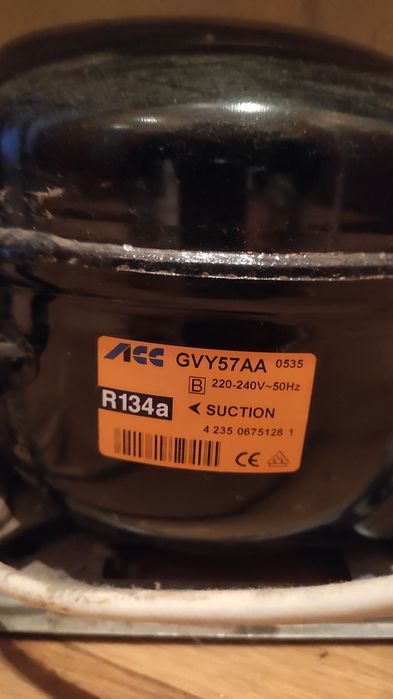 ACC GVY57AA 0535
B 220-240V~50Hz
R134a SUCTION
4 235 0675128 1
CE